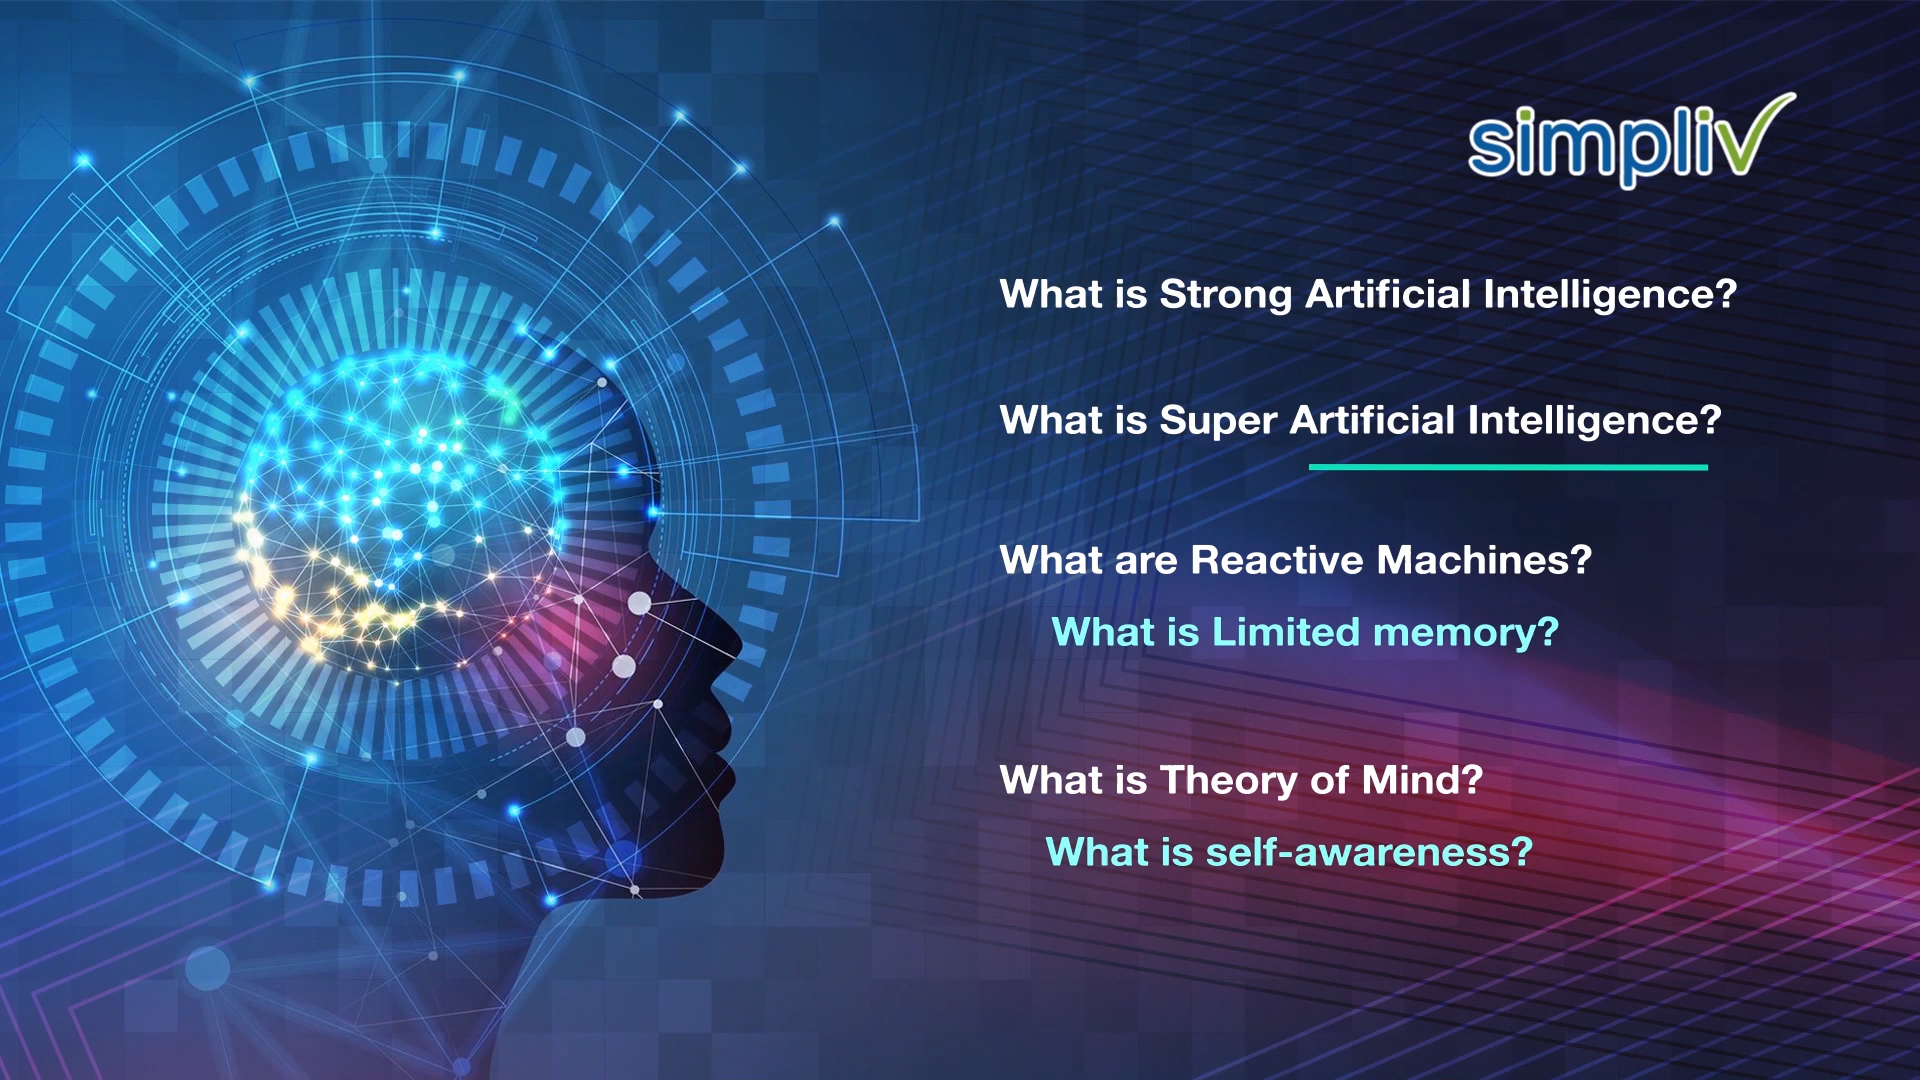 simpliv
What is Strong Artificial Intelligence?
What is Super Artificial Intelligence?
What are Reactive Machines?
What is Limited memory?
What is Theory of Mind?
What is self-awareness?